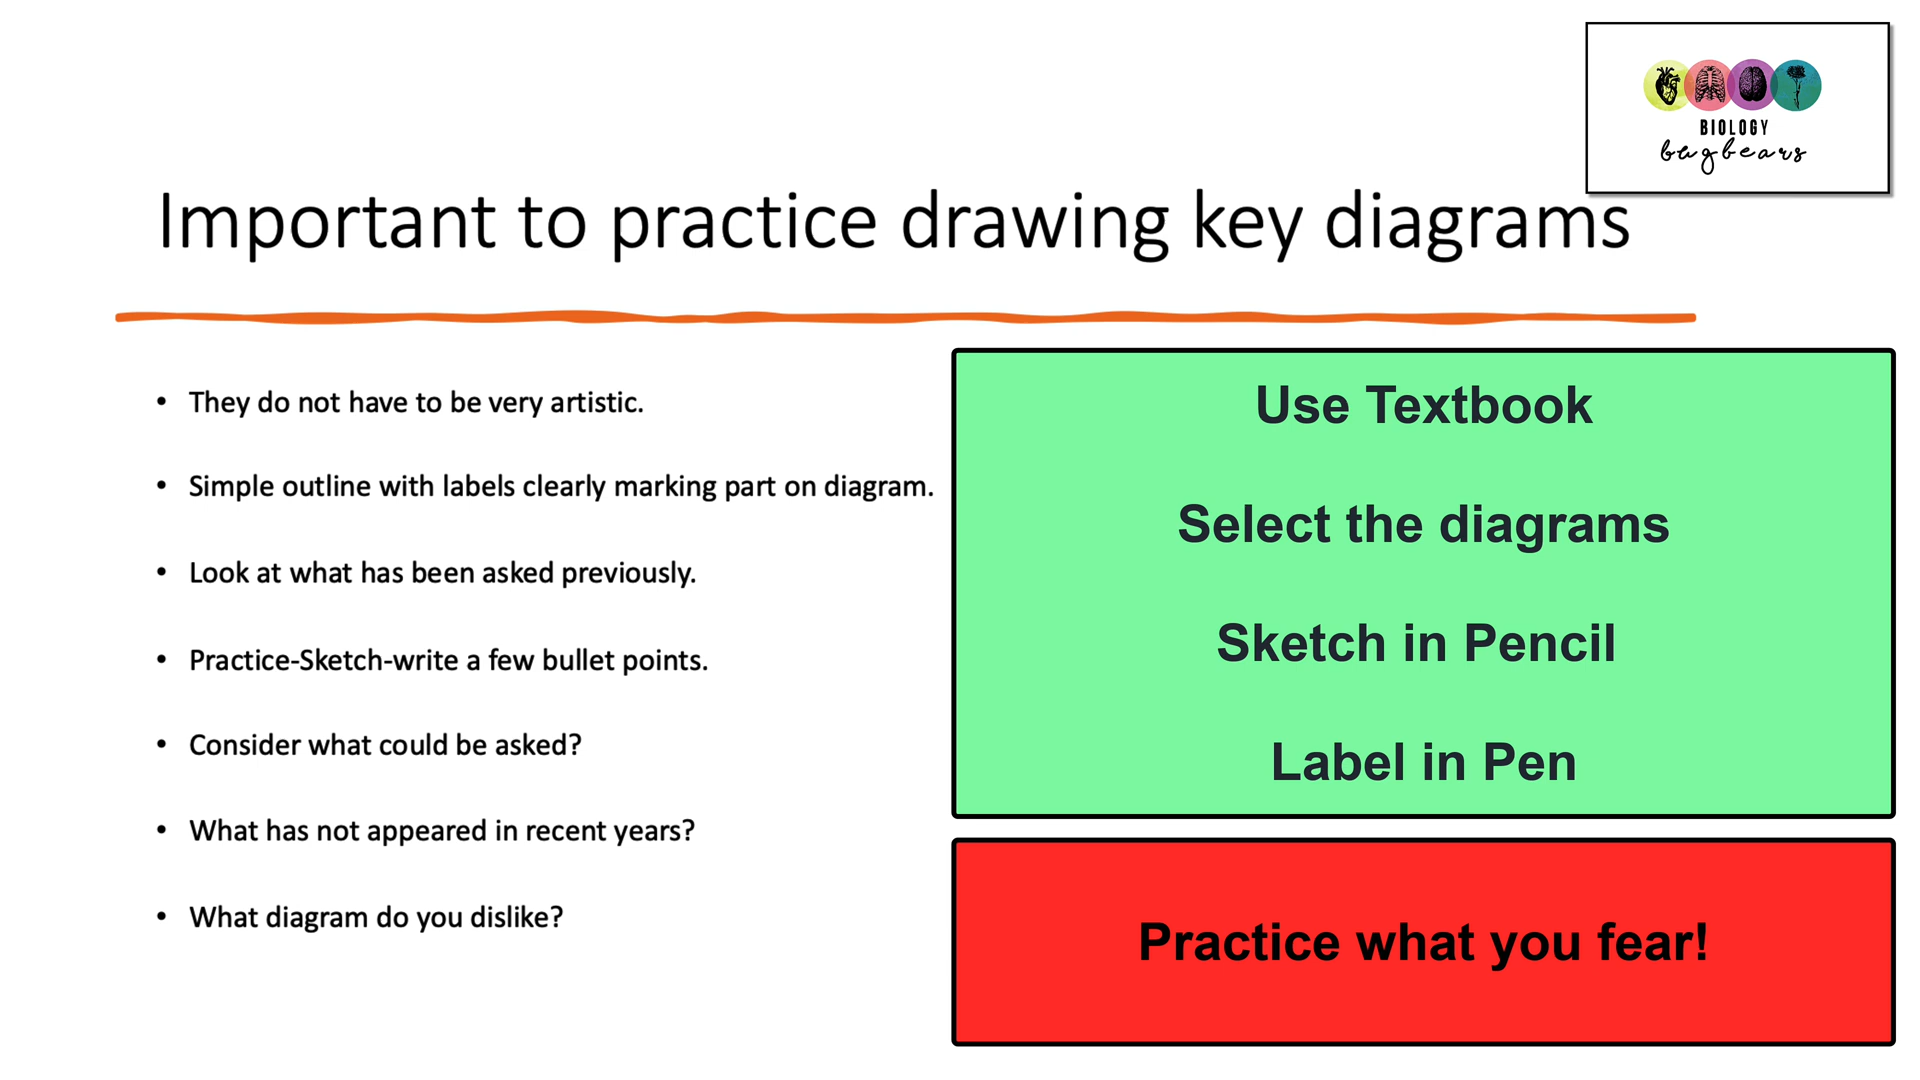 BIOLOGY
bugbears
Important to practice drawing key diagrams
• They do not have to be very artistic.
• Simple outline with labels clearly marking part on diagram.
• Look at what has been asked previously.
• Practice-Sketch-write a few bullet points.
• Consider what could be asked?
• What has not appeared in recent years?
• What diagram do you dislike?
Use Textbook
Select the diagrams
Sketch in Pencil
Label in Pen
Practice what you fear!